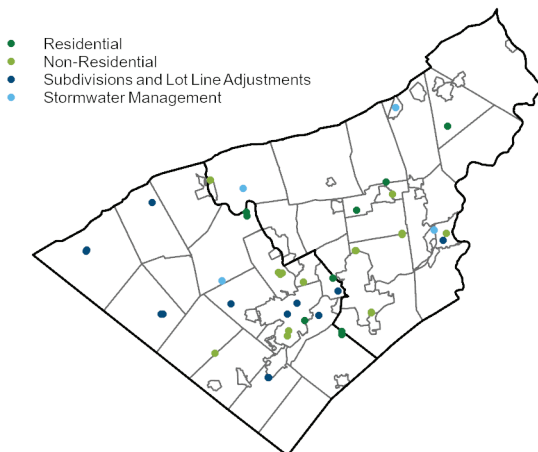 Residential
Non-Residential
Subdivisions and Lot Line Adjustments
Stormwater Management